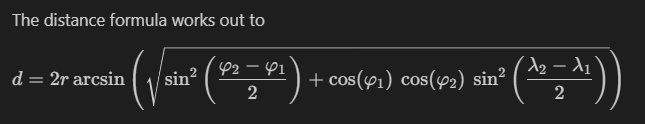 The distance formula works out to
d = 2r arcsin(√(sin²((φ₂ − φ₁)/2) + cos(φ₁) cos(φ₂) sin²((λ₂ − λ₁)/2)))